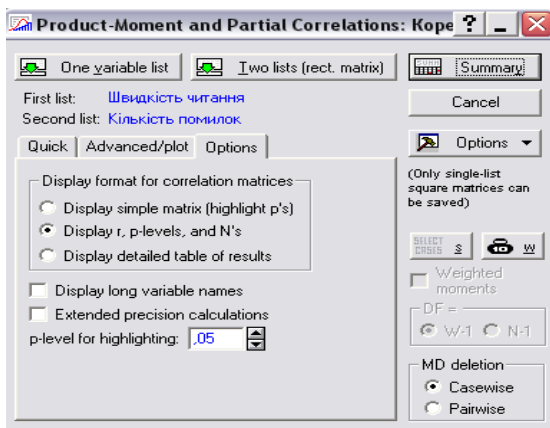 Product-Moment and Partial Correlations: Kope
One variable list
Two lists (rect. matrix)
Summary
First list: Швидкість читання
Second list: Кількість помилок
Cancel
Quick
Advanced/plot
Options
Options
Display format for correlation matrices
Display simple matrix (highlight p's)
Display r, p-levels, and N's
Display detailed table of results
Display long variable names
Extended precision calculations
p-level for highlighting: ,05
(Only single-list
square matrices can
be saved)
SELECT
CASES
S
W
Weighted
moments
DF =
W-1
N-1
MD deletion
Casewise
Pairwise